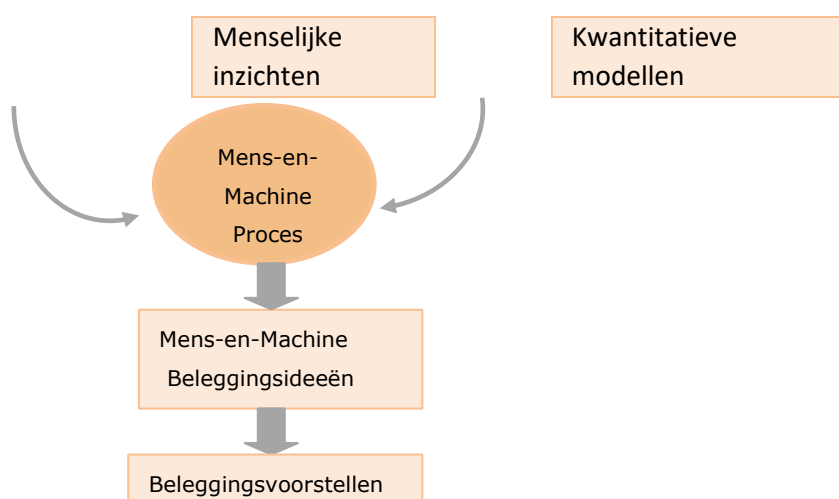 Menselijke
inzichten
Kwantitatieve
modellen
Mens-en-
Machine
Proces
Mens-en-Machine
Beleggingsideeën
Beleggingsvoorstellen